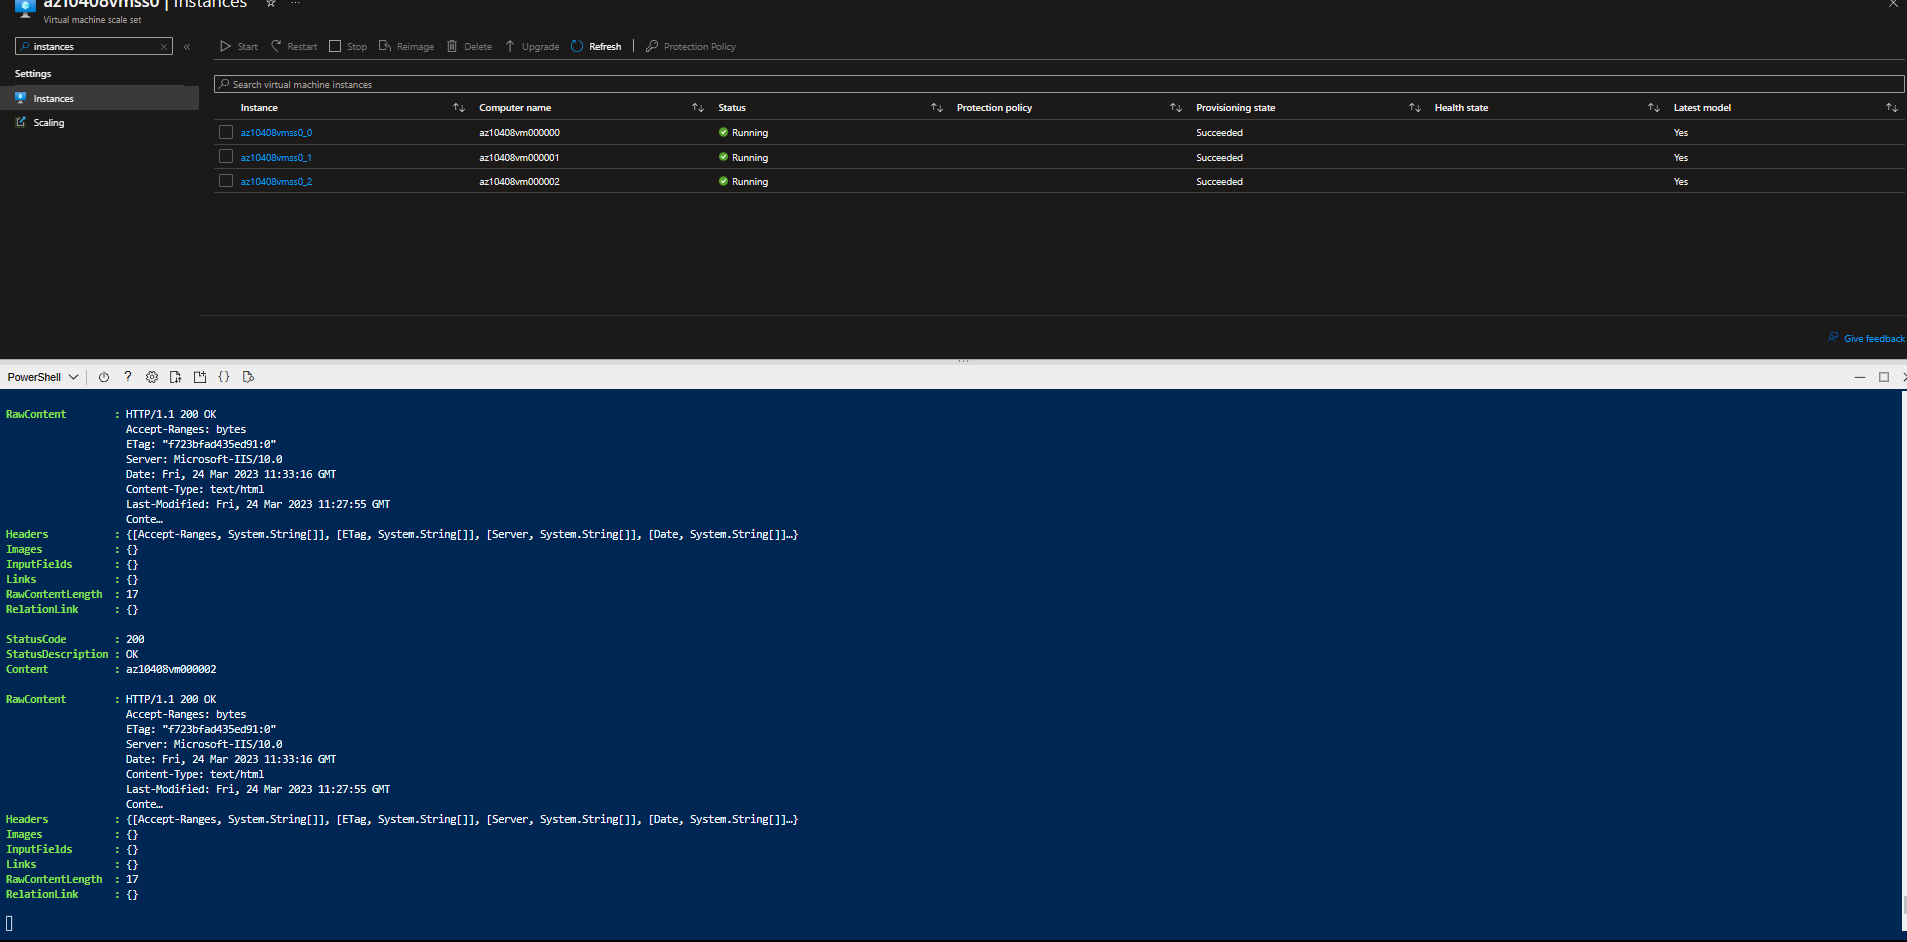 az10408vmss0 | Instances
Virtual machine scale set
instances
Start Restart Stop Reimage Delete Upgrade Refresh Protection Policy
Settings
Instances
Scaling
Search virtual machine instances
Instance Computer name Status Protection policy Provisioning state Health state Latest model
az10408vmss0_0 az10408vm000000 Running Succeeded Yes
az10408vmss0_1 az10408vm000001 Running Succeeded Yes
az10408vmss0_2 az10408vm000002 Running Succeeded Yes
Give feedback
PowerShell
RawContent : HTTP/1.1 200 OK
Accept-Ranges: bytes
ETag: "f723bfad435ed91:0"
Server: Microsoft-IIS/10.0
Date: Fri, 24 Mar 2023 11:33:16 GMT
Content-Type: text/html
Last-Modified: Fri, 24 Mar 2023 11:27:55 GMT
Conte…
Headers : {[Accept-Ranges, System.String[]], [ETag, System.String[]], [Server, System.String[]], [Date, System.String[]]…}
Images : {}
InputFields : {}
Links : {}
RawContentLength : 17
RelationLink : {}
StatusCode : 200
StatusDescription : OK
Content : az10408vm000002
RawContent : HTTP/1.1 200 OK
Accept-Ranges: bytes
ETag: "f723bfad435ed91:0"
Server: Microsoft-IIS/10.0
Date: Fri, 24 Mar 2023 11:33:16 GMT
Content-Type: text/html
Last-Modified: Fri, 24 Mar 2023 11:27:55 GMT
Conte…
Headers : {[Accept-Ranges, System.String[]], [ETag, System.String[]], [Server, System.String[]], [Date, System.String[]]…}
Images : {}
InputFields : {}
Links : {}
RawContentLength : 17
RelationLink : {}